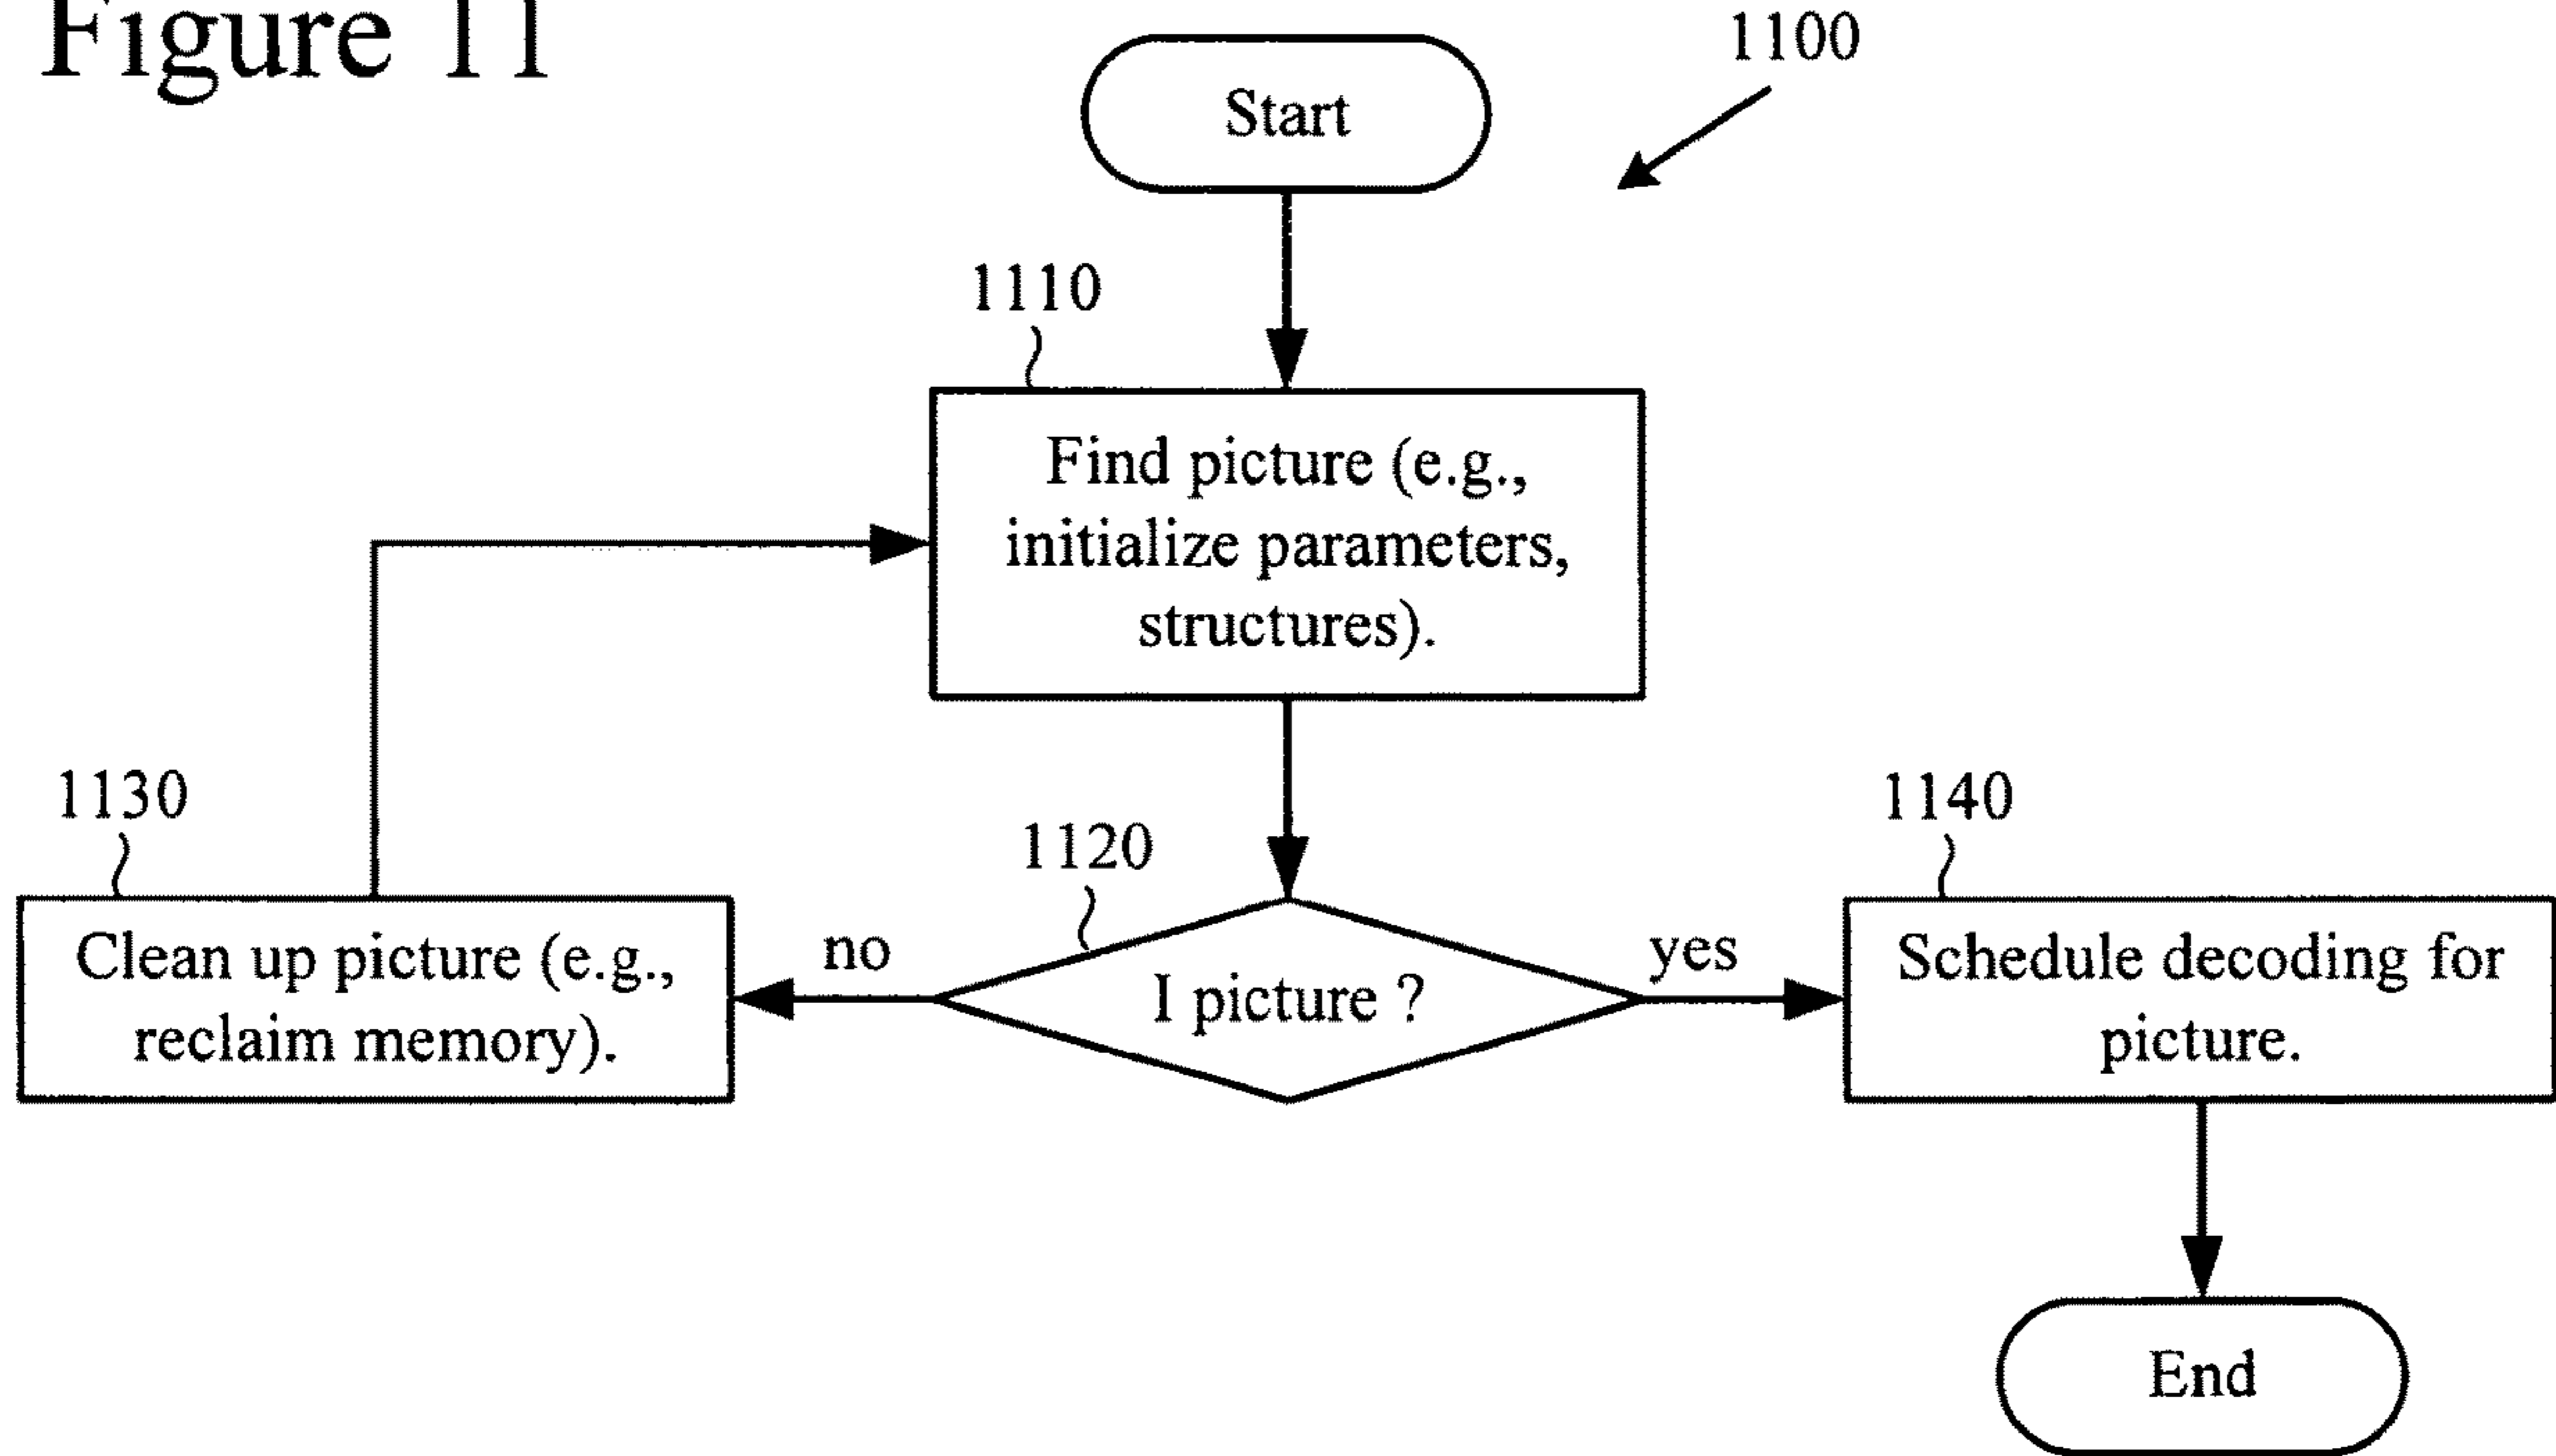 Figure 11
1100
Start
1110
Find picture (e.g.,
initialize parameters,
structures).
1130
1120
1140
Clean up picture (e.g.,
reclaim memory).
no
I picture ?
yes
Schedule decoding for
picture.
End